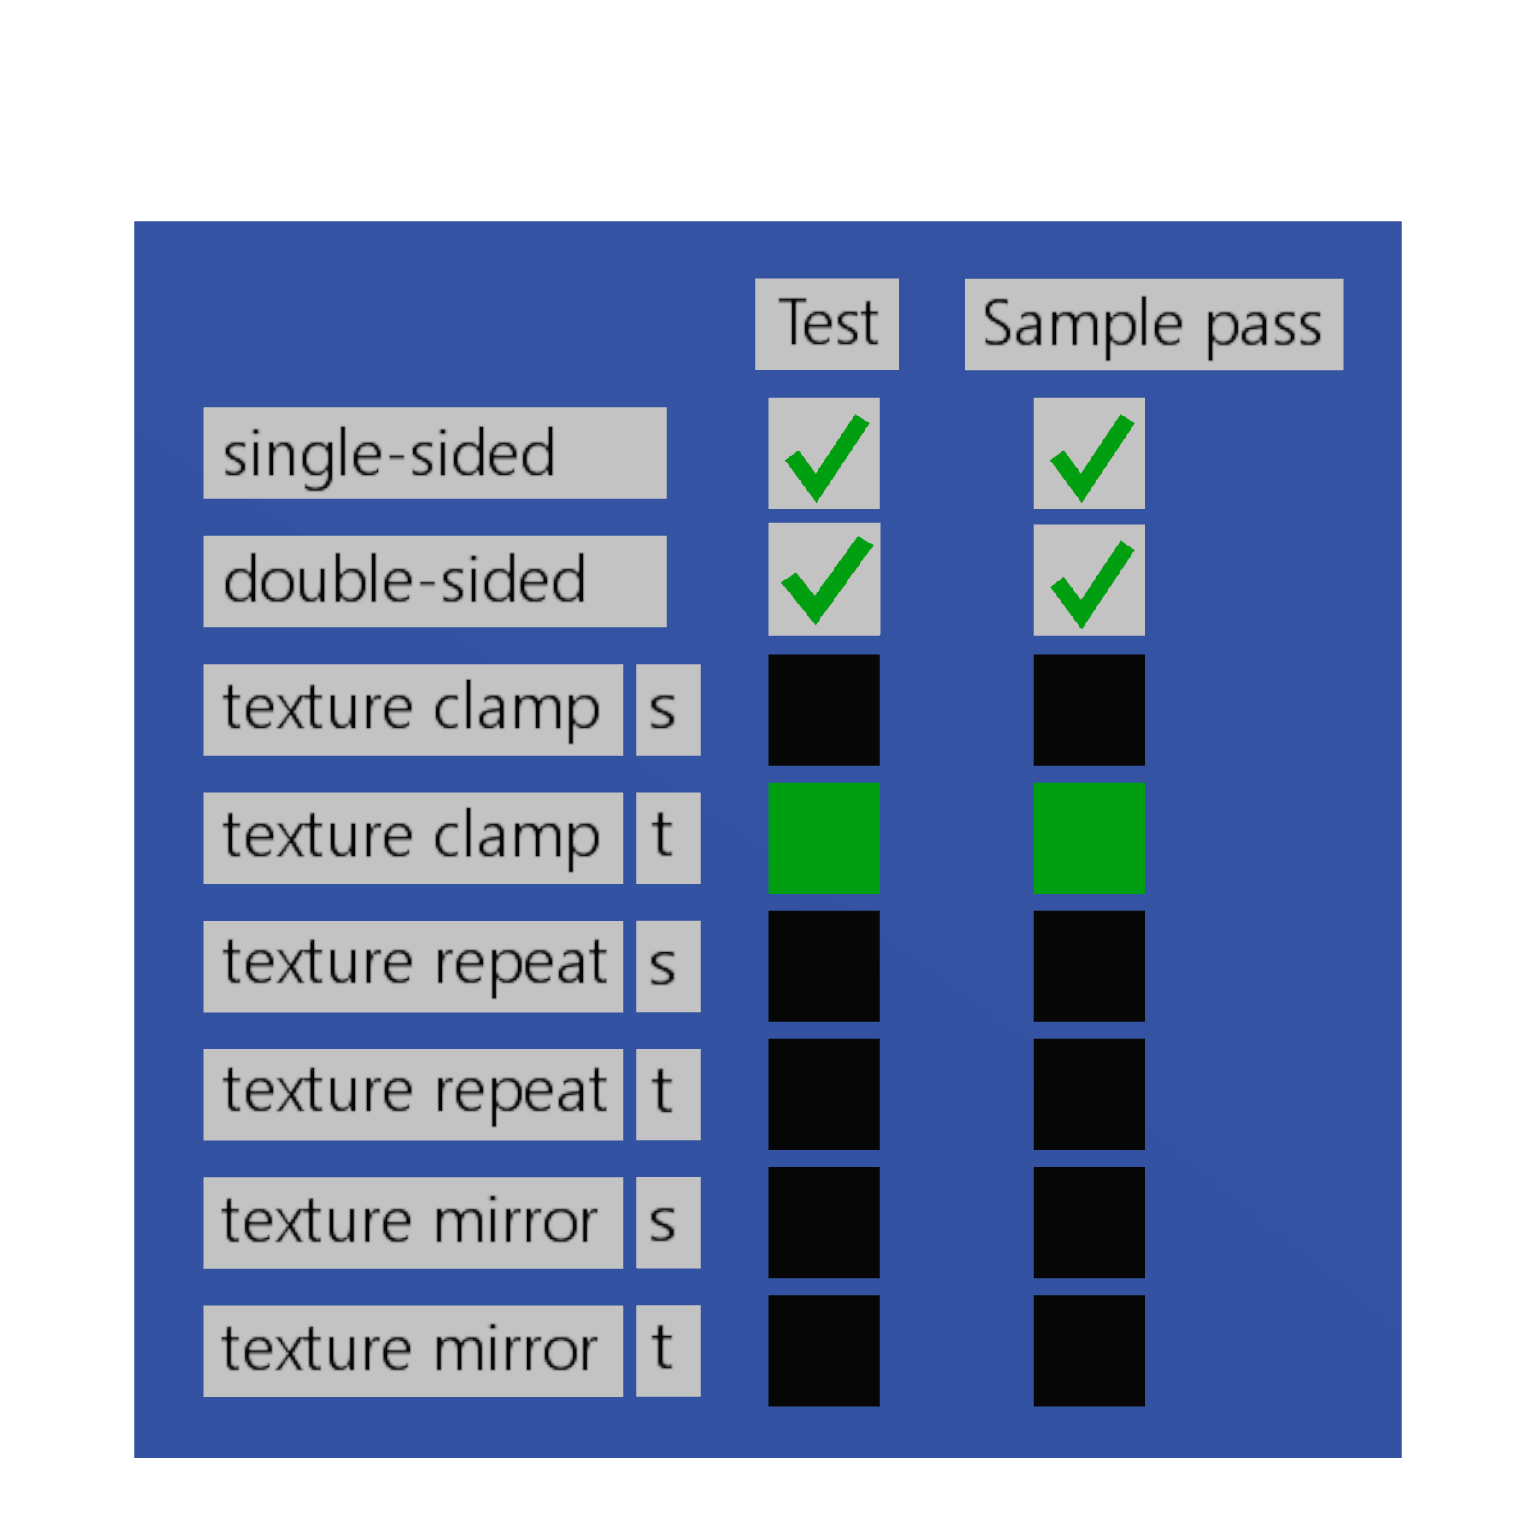 Test Sample pass
single-sided
double-sided
texture clamp s
texture clamp t
texture repeat s
texture repeat t
texture mirror s
texture mirror t